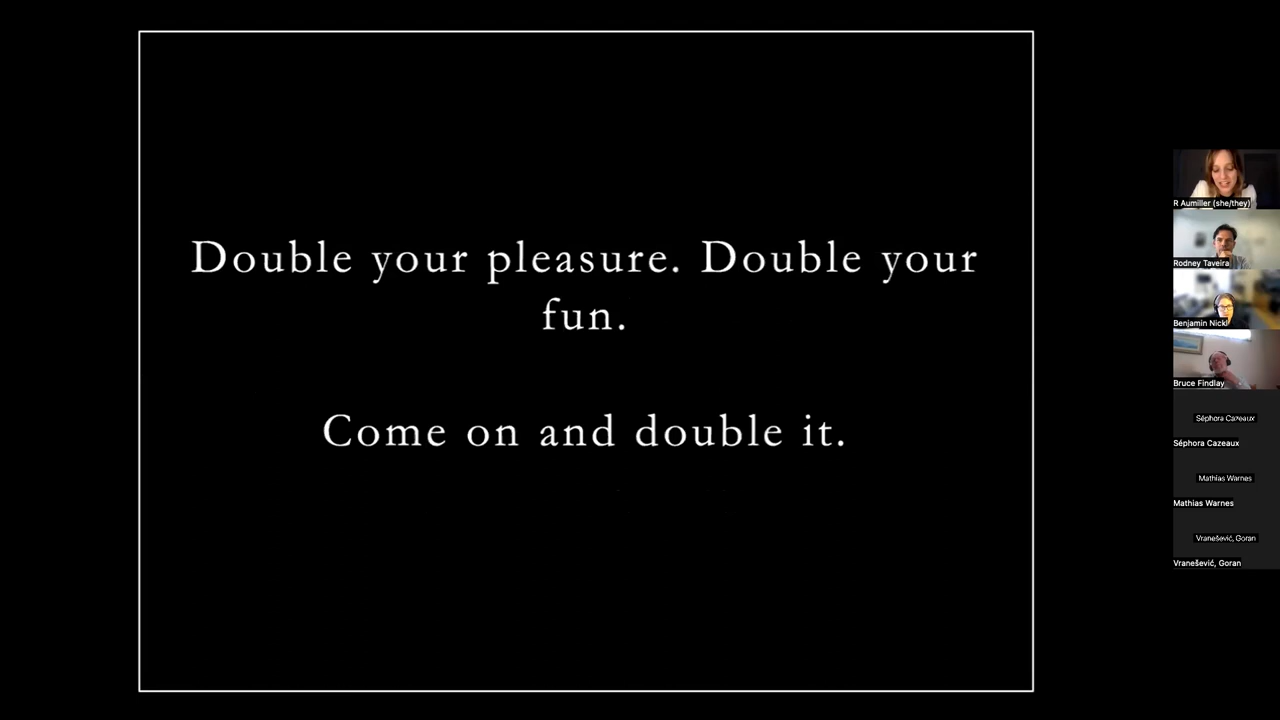 Double your pleasure. Double your
fun.
Come on and double it.
R Aumiller (she/they)
Rodney Taveira
Benjamin Nickl
Bruce Findlay
Séphora Cazeaux
Séphora Cazeaux
Mathias Warnes
Mathias Warnes
Vranešević, Goran
Vranešević, Goran